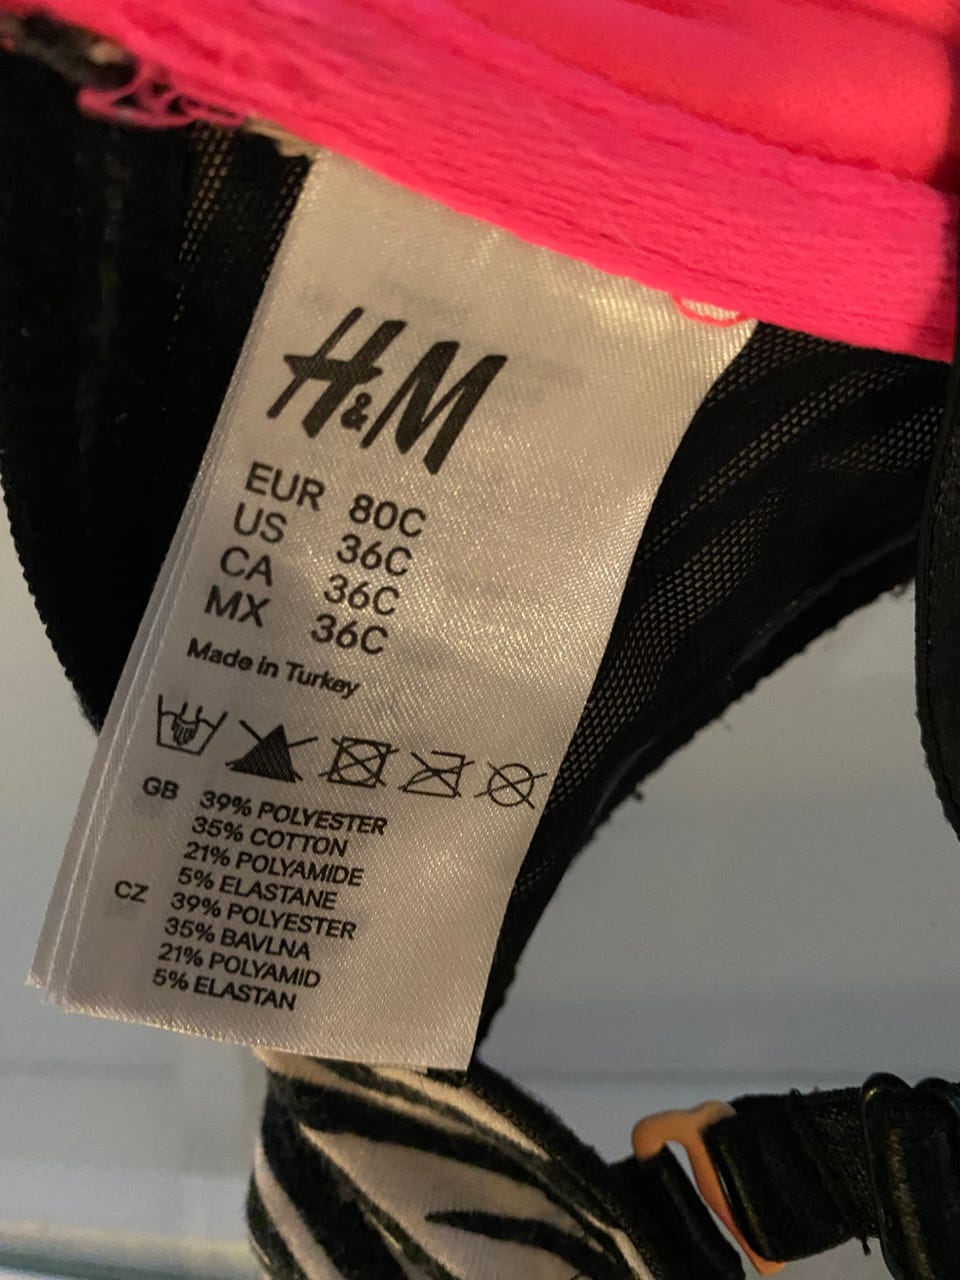 H&M
EUR 80C
US 36C
CA 36C
MX 36C
Made in Turkey
GB 39% POLYESTER
35% COTTON
21% POLYAMIDE
5% ELASTANE
CZ 39% POLYESTER
35% BAVLNA
21% POLYAMID
5% ELASTAN